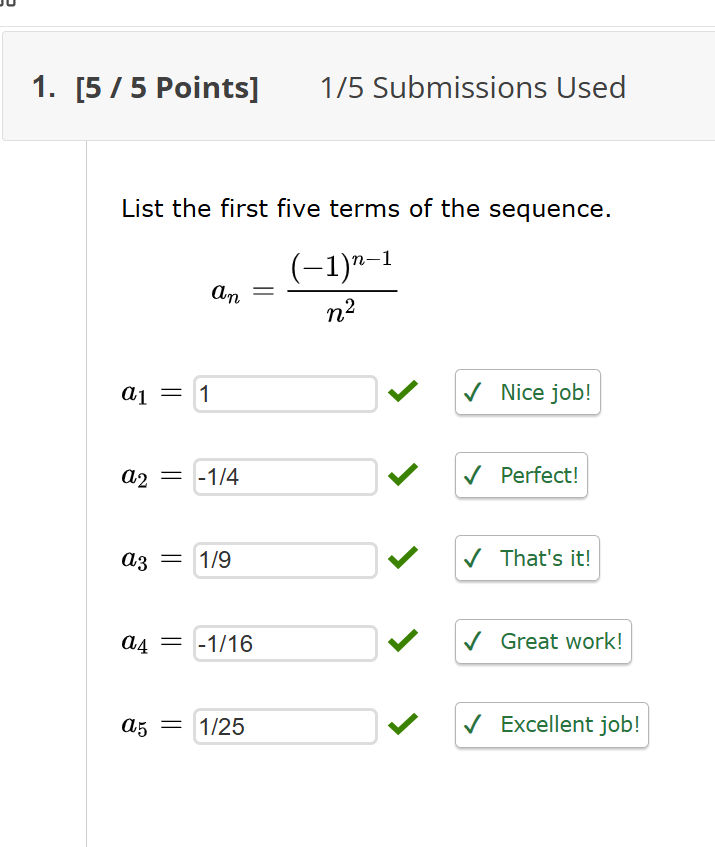 1. [5 / 5 Points] 1/5 Submissions Used
List the first five terms of the sequence.
aₙ = (−1)ⁿ⁻¹ / n²
a₁ = 1 ✓ ✓ Nice job!
a₂ = -1/4 ✓ ✓ Perfect!
a₃ = 1/9 ✓ ✓ That's it!
a₄ = -1/16 ✓ ✓ Great work!
a₅ = 1/25 ✓ ✓ Excellent job!